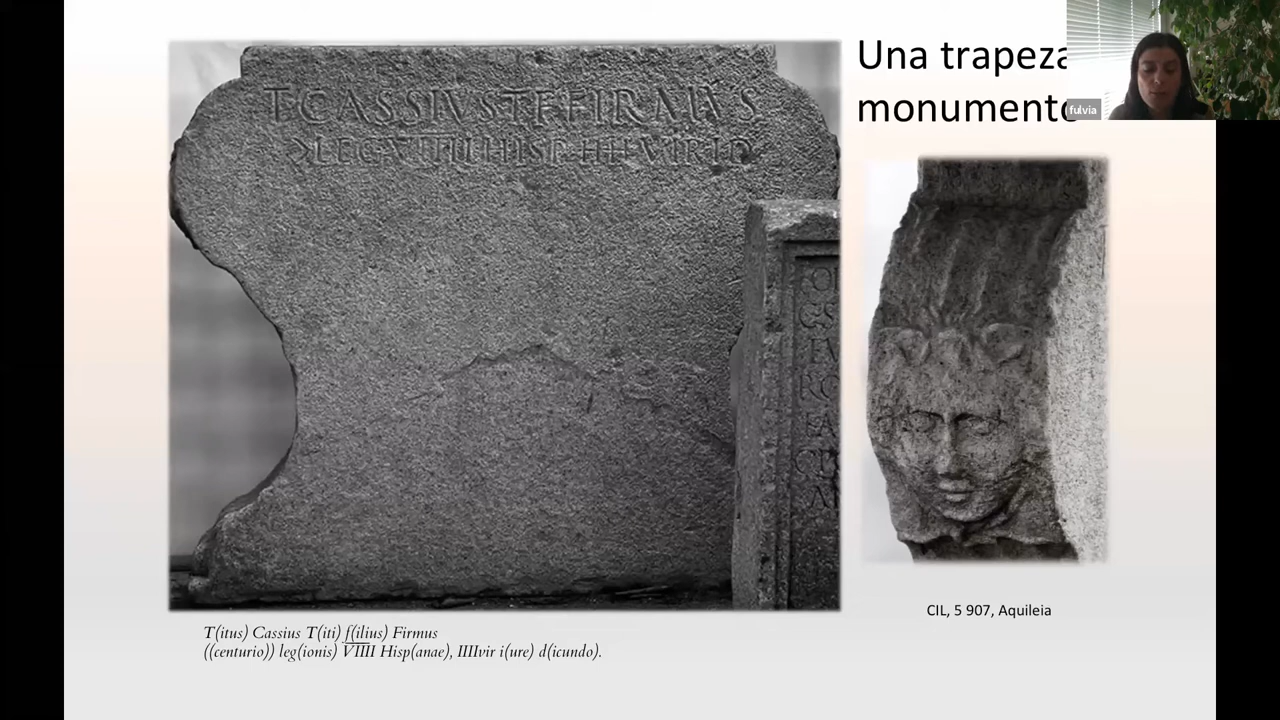 Una trapeza
monumento
fulvia
T·CASSIVS·T·F·FIRMVS
ↃLEG·VIIII·HISP·IIII·VIR·I·D
CIL, 5 907, Aquileia
T(itus) Cassius T(iti) f(ilius) Firmus
((centurio)) leg(ionis) VIIII Hisp(anae), IIIIvir i(ure) d(icundo).